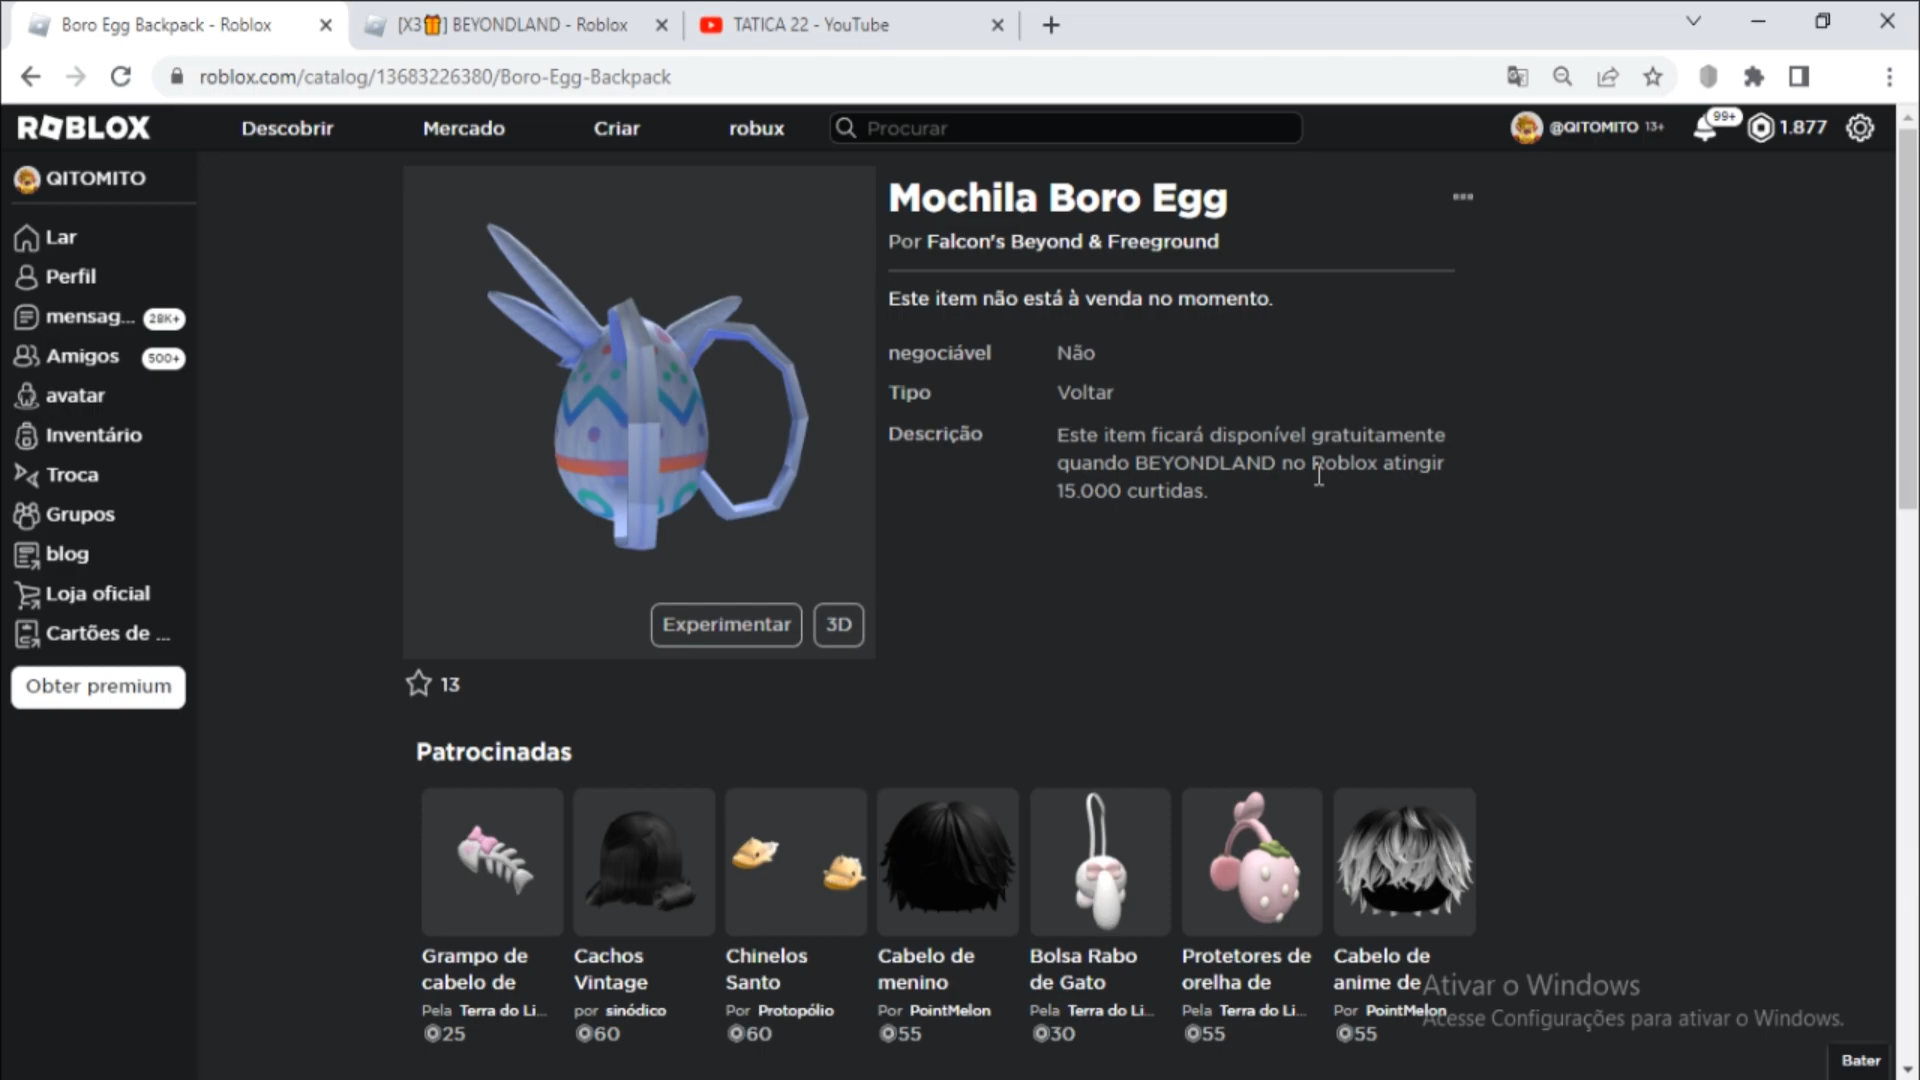 Boro Egg Backpack - Roblox
[X3🎁] BEYONDLAND - Roblox
TATICA 22 - YouTube
roblox.com/catalog/13683226380/Boro-Egg-Backpack
ROBLOX
Descobrir
Mercado
Criar
robux
Procurar
@QITOMITO 13+
99+
1.877
QITOMITO
Lar
Perfil
mensag... 28K+
Amigos 500+
avatar
Inventário
Troca
Grupos
blog
Loja oficial
Cartões de ...
Obter premium
Mochila Boro Egg
Por Falcon's Beyond & Freeground
Este item não está à venda no momento.
negociável Não
Tipo Voltar
Descrição Este item ficará disponível gratuitamente
quando BEYONDLAND no Roblox atingir
15.000 curtidas.
Experimentar 3D
13
Patrocinadas
Grampo de
cabelo de
Pela Terra do Li...
25
Cachos
Vintage
por sinódico
60
Chinelos
Santo
Por Protopólio
60
Cabelo de
menino
Por PointMelon
55
Bolsa Rabo
de Gato
Pela Terra do Li...
30
Protetores de
orelha de
Pela Terra do Li...
55
Cabelo de
anime de
Por PointMelon
55
Ativar o Windows
Acesse Configurações para ativar o Windows.
Bater